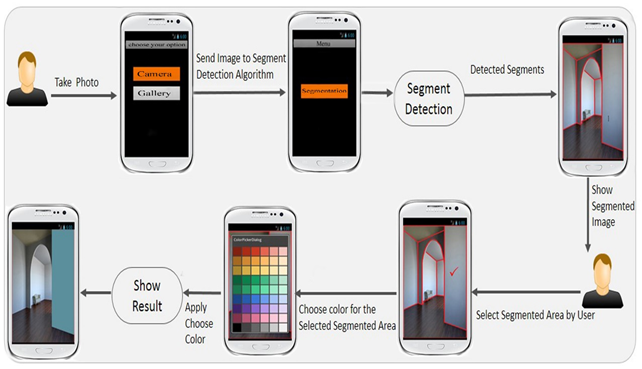 choose your option
Camera
Gallery
Take Photo
Send Image to Segment
Detection Algorithm
Menu
Segmentation
Segment
Detection
Detected Segments
Show
Segmented
Image
Select Segmented Area by User
ColorPickerDialog
Choose color for the
Selected Segmented Area
Apply
Choose
Color
Show
Result